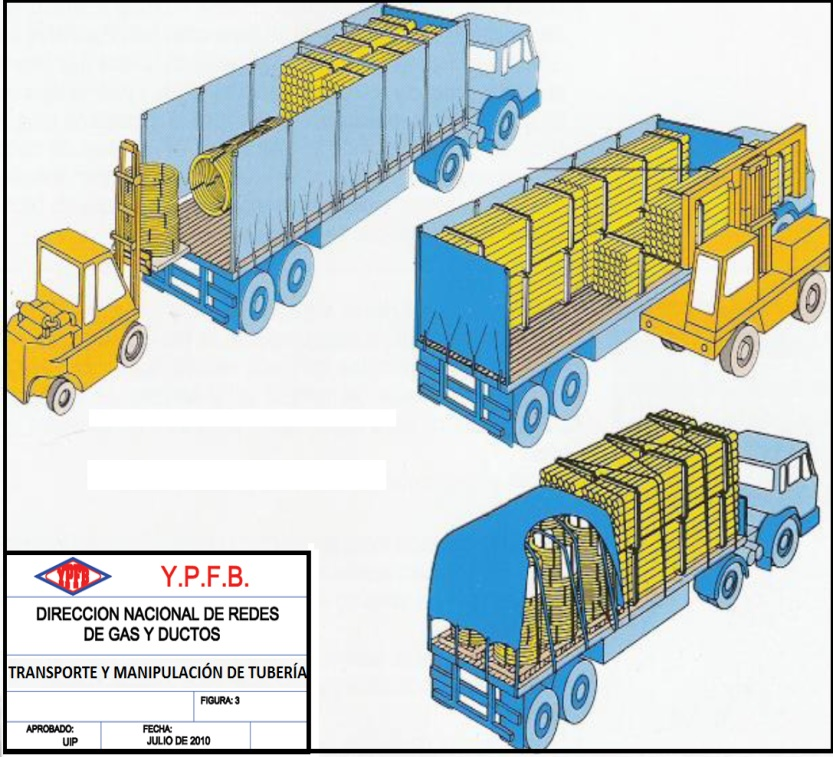 YPFB
Y.P.F.B.
DIRECCION NACIONAL DE REDES
DE GAS Y DUCTOS
TRANSPORTE Y MANIPULACIÓN DE TUBERÍA
FIGURA: 3
APROBADO:
UIP
FECHA:
JULIO DE 2010